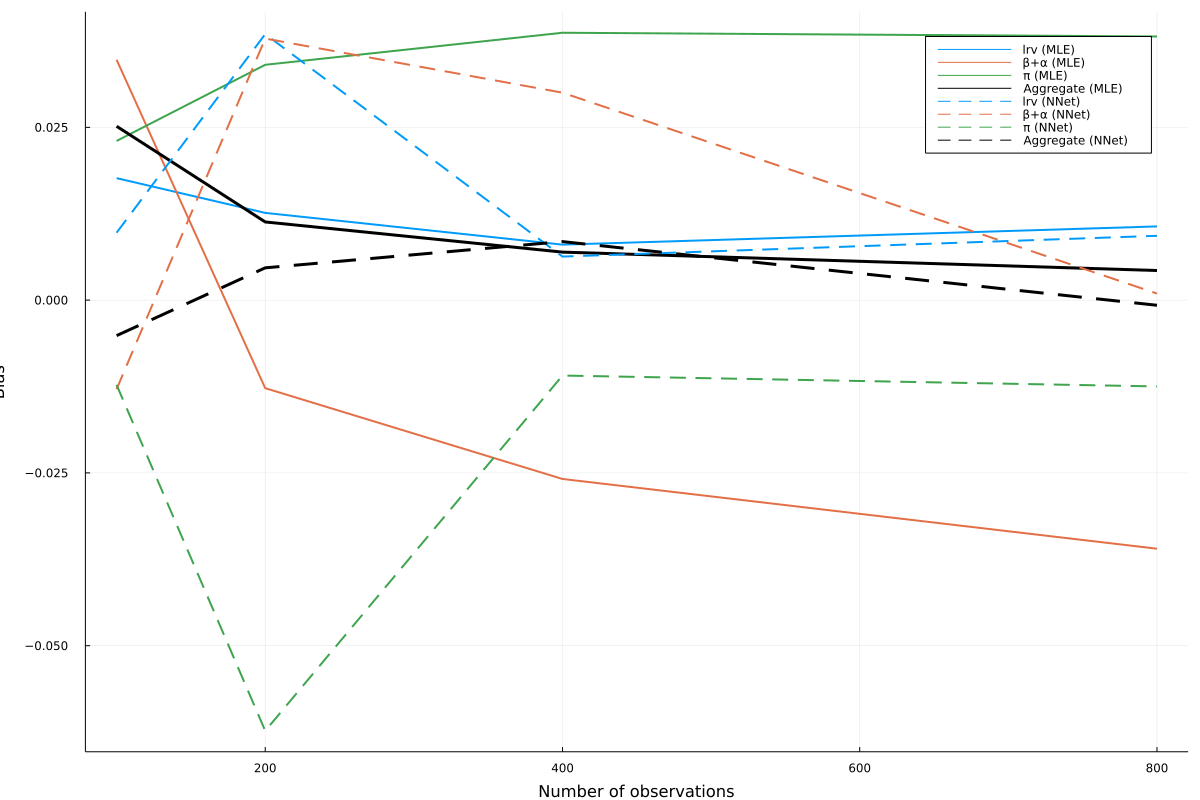 lrv (MLE)
β+α (MLE)
π (MLE)
Aggregate (MLE)
lrv (NNet)
β+α (NNet)
π (NNet)
Aggregate (NNet)
0.025
0.000
−0.025
−0.050
200
400
600
800
Number of observations